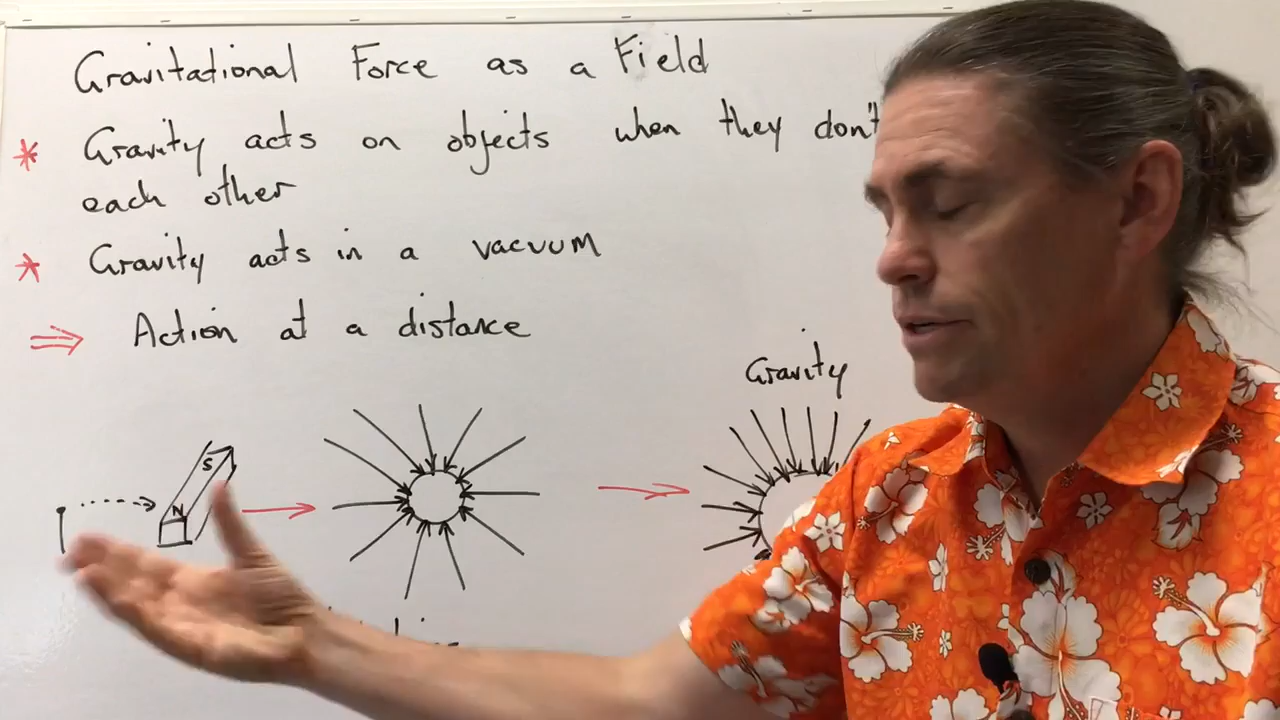 Gravitational Force as a Field
* Gravity acts on objects when they don't
each other
* Gravity acts in a vacuum
⇒ Action at a distance
Gravity
S
N